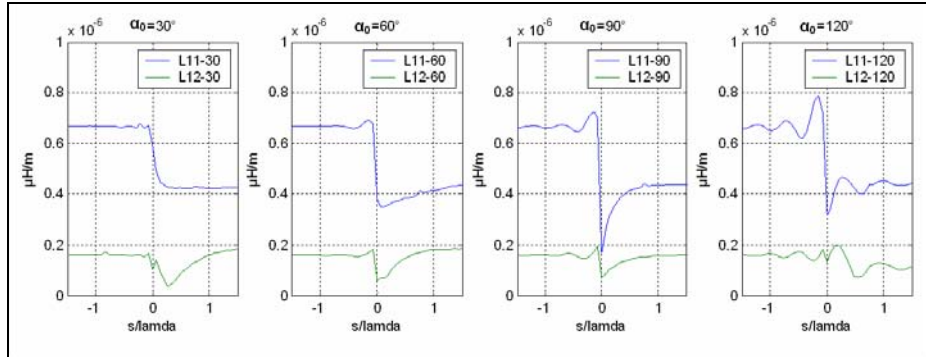 x 10⁻⁶ α₀=30°
1
0.8
0.6
0.4
0.2
0
µH/m
L11-30
L12-30
-1 0 1
s/lamda
x 10⁻⁶ α₀=60°
1
0.8
0.6
0.4
0.2
0
µH/m
L11-60
L12-60
-1 0 1
s/lamda
x 10⁻⁶ α₀=90°
1
0.8
0.6
0.4
0.2
0
µH/m
L11-90
L12-90
-1 0 1
s/lamda
x 10⁻⁶ α₀=120°
1
0.8
0.6
0.4
0.2
0
µH/m
L11-120
L12-120
-1 0 1
s/lamda